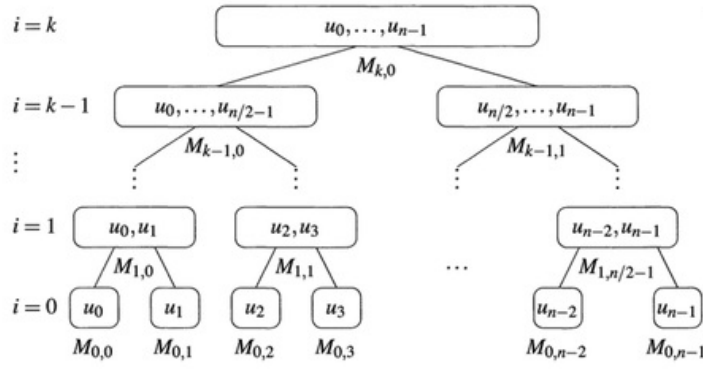 i = k u₀, . . . , uₙ₋₁
Mₖ,₀
i = k − 1 u₀, . . . , uₙ/₂₋₁ uₙ/₂, . . . , uₙ₋₁
Mₖ₋₁,₀ Mₖ₋₁,₁
⋮ ⋮ ⋮ ⋮ ⋮
i = 1 u₀, u₁ u₂, u₃ uₙ₋₂, uₙ₋₁
M₁,₀ M₁,₁ ⋯ M₁,ₙ/₂₋₁
i = 0 u₀ u₁ u₂ u₃ uₙ₋₂ uₙ₋₁
M₀,₀ M₀,₁ M₀,₂ M₀,₃ M₀,ₙ₋₂ M₀,ₙ₋₁